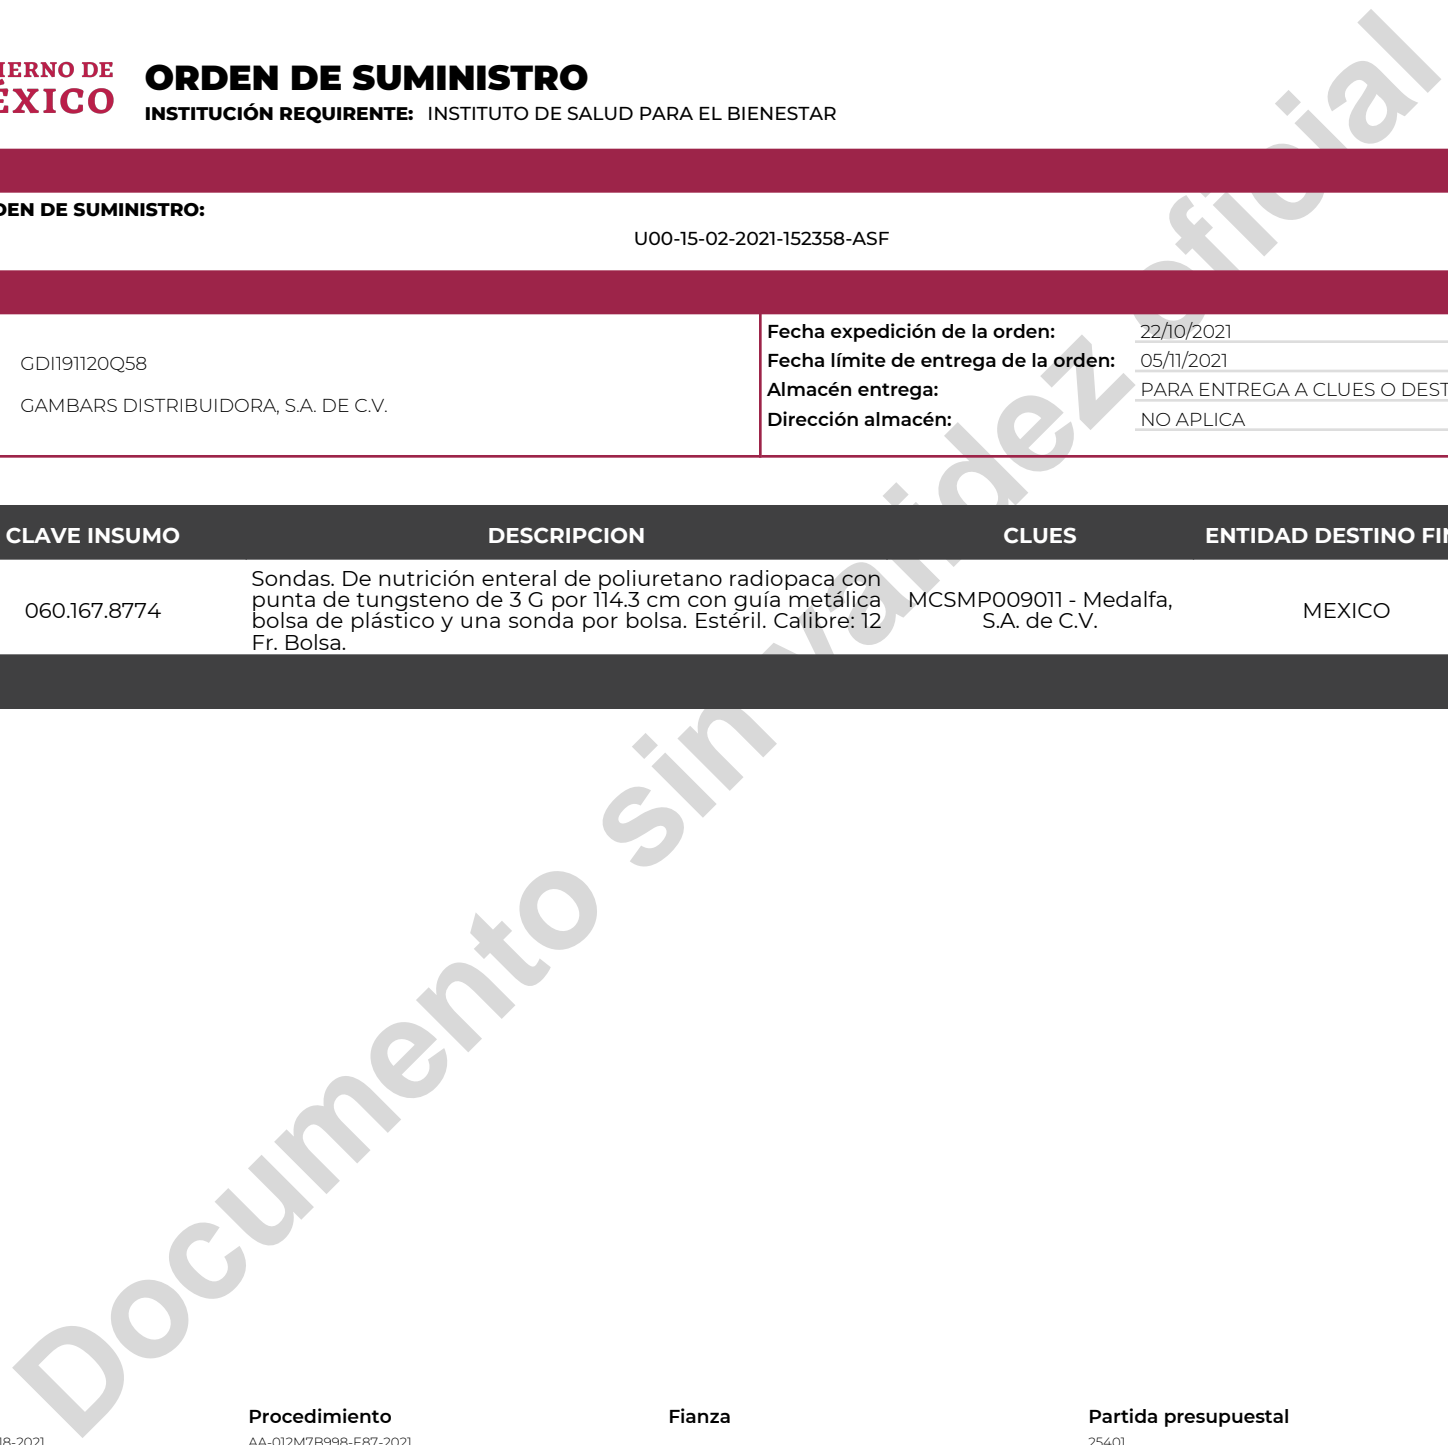 ORDEN DE SUMINISTRO
DE
INSTITUCIÓN REQUIRENTE: INSTITUTO DE SALUD PARA EL BIENESTAR
DE SUMINISTRO:
U00-15-02-2021-152358-ASF
Fecha expedición de la orden: 22/10/2021
GDI191120Q58
Fecha límite de entrega de la orden: 05/11/2021
Almacén entrega: PARA ENTREGA A CLUES O
GAMBARS DISTRIBUIDORA, S.A. DE C.V.
Dirección almacén: NO APLICA
CLAVE INSUMO DESCRIPCION CLUES ENTIDAD DESTINO
060.167.8774
Sondas. De nutrición enteral de poliuretano radiopaca con
punta de tungsteno de 3 G por 114.3 cm con guía metálica
bolsa de plástico y una sonda por bolsa. Estéril. Calibre: 12
Fr. Bolsa.
MCSMP009011 - Medalfa,
S.A. de C.V.
MEXICO
Documento sin validez oficial
Procedimiento Fianza Partida presupuestal
AA-012M7B998-E87-2021 25401